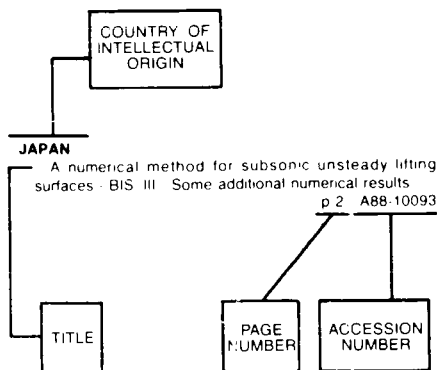 COUNTRY OF
INTELLECTUAL
ORIGIN
JAPAN
A numerical method for subsonic unsteady lifting
surfaces - BIS III Some additional numerical results
p 2 A88-10093
TITLE
PAGE
NUMBER
ACCESSION
NUMBER